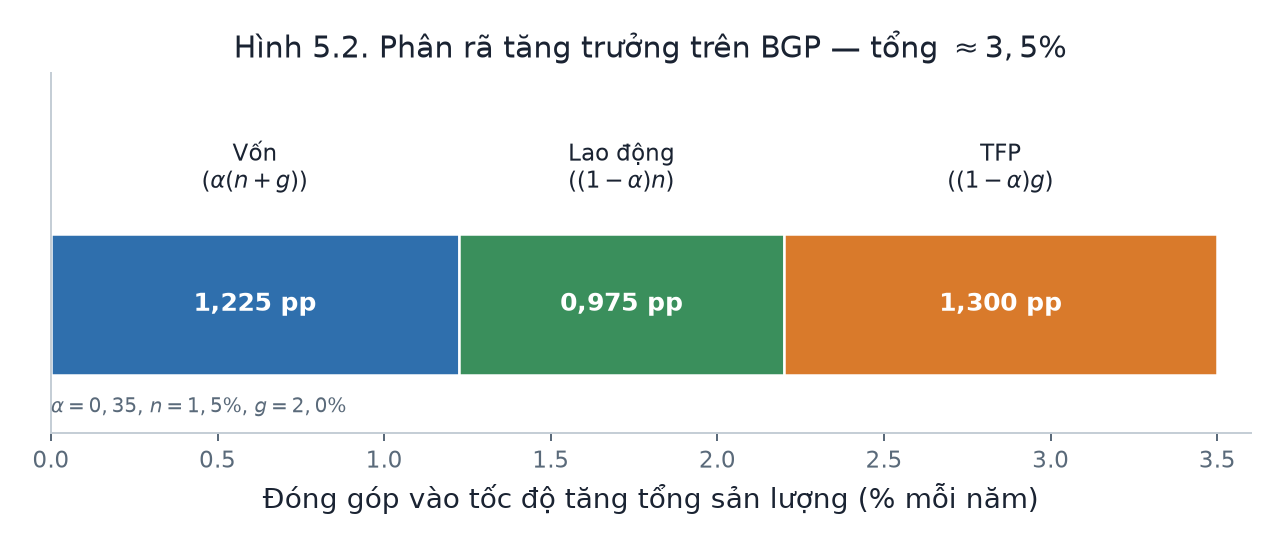 Hình 5.2. Phân rã tăng trưởng trên BGP — tổng ≈ 3,5%
Vốn
(α(n + g))
Lao động
((1 − α)n)
TFP
((1 − α)g)
1,225 pp
0,975 pp
1,300 pp
α = 0,35, n = 1,5%, g = 2,0%
0.0 0.5 1.0 1.5 2.0 2.5 3.0 3.5
Đóng góp vào tốc độ tăng tổng sản lượng (% mỗi năm)